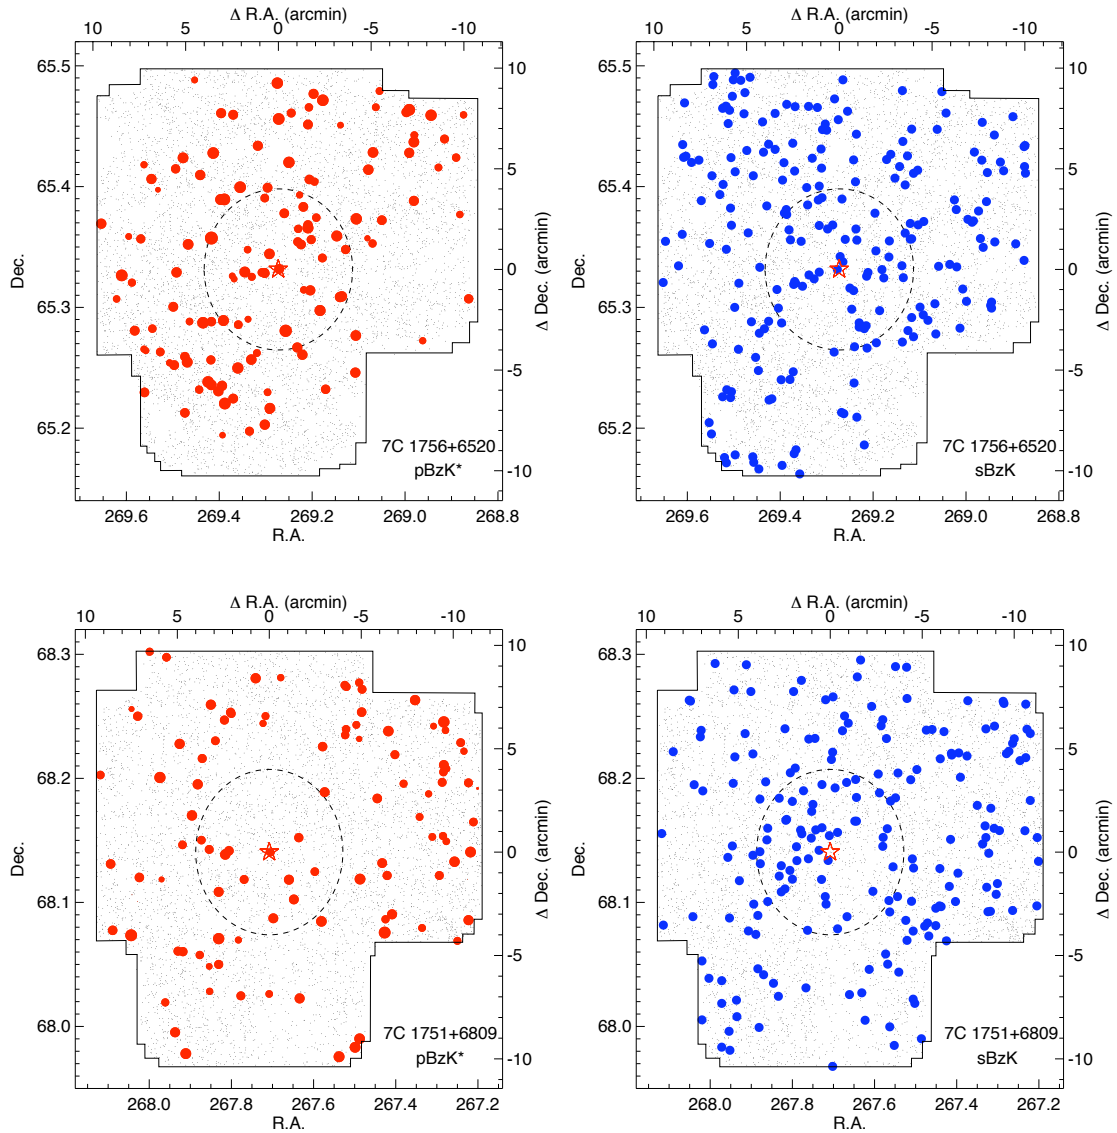 Δ R.A. (arcmin)
10 5 0 -5 -10
65.5
65.4
65.3
65.2
Dec.
10
5
0
-5
-10
Δ Dec. (arcmin)
7C 1756+6520
pBzK*
269.6 269.4 269.2 269.0 268.8
R.A.
Δ R.A. (arcmin)
10 5 0 -5 -10
65.5
65.4
65.3
65.2
Dec.
10
5
0
-5
-10
Δ Dec. (arcmin)
7C 1756+6520
sBzK
269.6 269.4 269.2 269.0 268.8
R.A.
Δ R.A. (arcmin)
10 5 0 -5 -10
68.3
68.2
68.1
68.0
Dec.
10
5
0
-5
-10
Δ Dec. (arcmin)
7C 1751+6809
pBzK*
268.0 267.8 267.6 267.4 267.2
R.A.
Δ R.A. (arcmin)
10 5 0 -5 -10
68.3
68.2
68.1
68.0
Dec.
10
5
0
-5
-10
Δ Dec. (arcmin)
7C 1751+6809
sBzK
268.0 267.8 267.6 267.4 267.2
R.A.